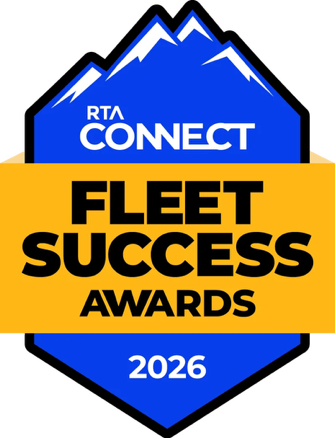 RTA
CONNECT
FLEET
SUCCESS
AWARDS
2026